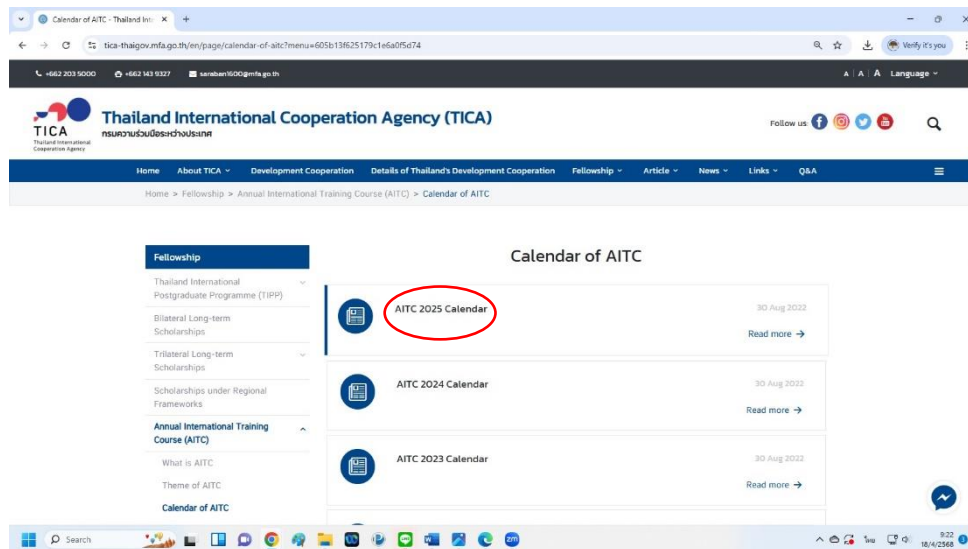 Calendar of AITC - Thailand Inte
tica-thaigov.mfa.go.th/en/page/calendar-of-aitc?menu=605b13f625179c1e6a0f5d74
Verify it's you
+662 203 5000 +662 143 9327 saraban1600@mfa.go.th
A A A Language
TICA
Thailand International
Cooperation Agency
Thailand International Cooperation Agency (TICA)
กรมความร่วมมือระหว่างประเทศ
Follow us:
Home About TICA Development Cooperation Details of Thailand's Development Cooperation Fellowship Article News Links Q&A
Home > Fellowship > Annual International Training Course (AITC) > Calendar of AITC
Fellowship
Thailand International
Postgraduate Programme (TIPP)
Bilateral Long-term
Scholarships
Trilateral Long-term
Scholarships
Scholarships under Regional
Frameworks
Annual International Training
Course (AITC)
What is AITC
Theme of AITC
Calendar of AITC
Calendar of AITC
AITC 2025 Calendar
30 Aug 2022
Read more →
AITC 2024 Calendar
30 Aug 2022
Read more →
AITC 2023 Calendar
30 Aug 2022
Read more →
Search
ไทย
9:22
18/4/2568